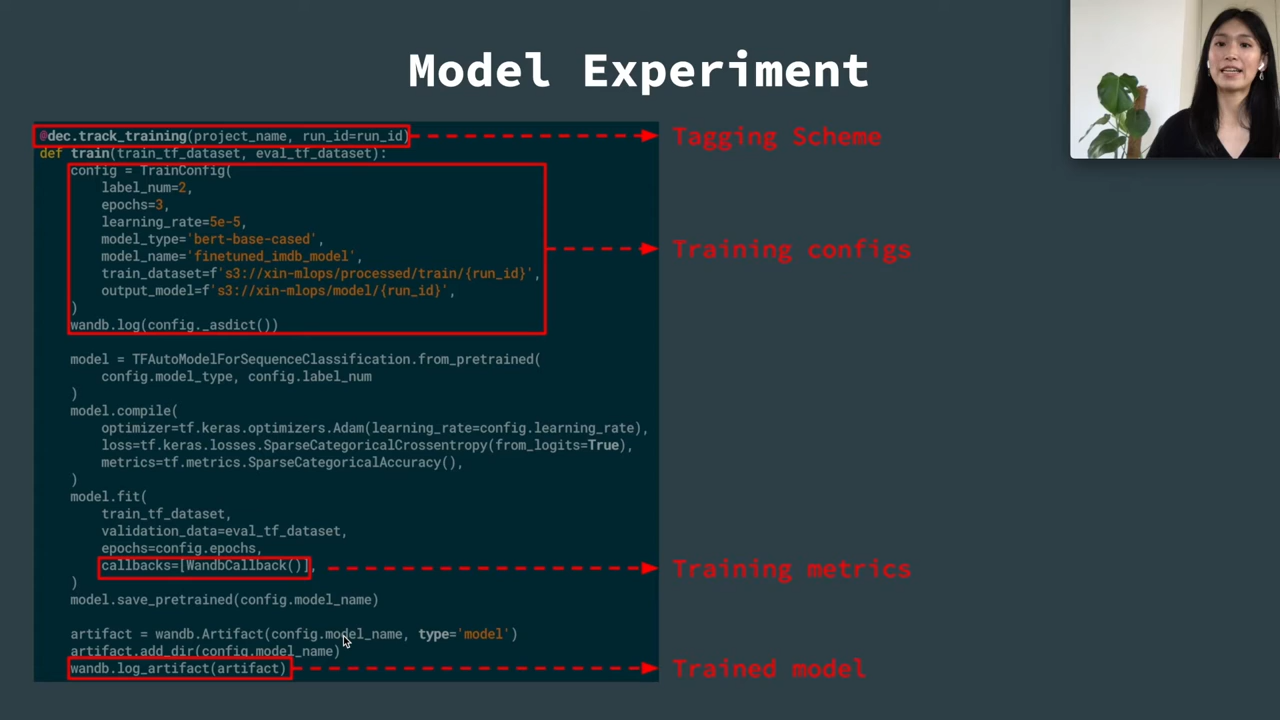 Model Experiment
@dec.track_training(project_name, run_id=run_id)
Tagging Scheme
def train(train_tf_dataset, eval_tf_dataset):
config = TrainConfig(
label_num=2,
epochs=3,
learning_rate=5e-5,
model_type='bert-base-cased',
Training configs
model_name='finetuned_imdb_model',
train_dataset=f's3://xin-mlops/processed/train/{run_id}',
output_model=f's3://xin-mlops/model/{run_id}',
)
wandb.log(config._asdict())
model = TFAutoModelForSequenceClassification.from_pretrained(
config.model_type, config.label_num
)
model.compile(
optimizer=tf.keras.optimizers.Adam(learning_rate=config.learning_rate),
loss=tf.keras.losses.SparseCategoricalCrossentropy(from_logits=True),
metrics=tf.metrics.SparseCategoricalAccuracy(),
)
model.fit(
train_tf_dataset,
validation_data=eval_tf_dataset,
epochs=config.epochs,
callbacks=[WandbCallback()],
Training metrics
)
model.save_pretrained(config.model_name)
artifact = wandb.Artifact(config.model_name, type='model')
artifact.add_dir(config.model_name)
wandb.log_artifact(artifact)
Trained model